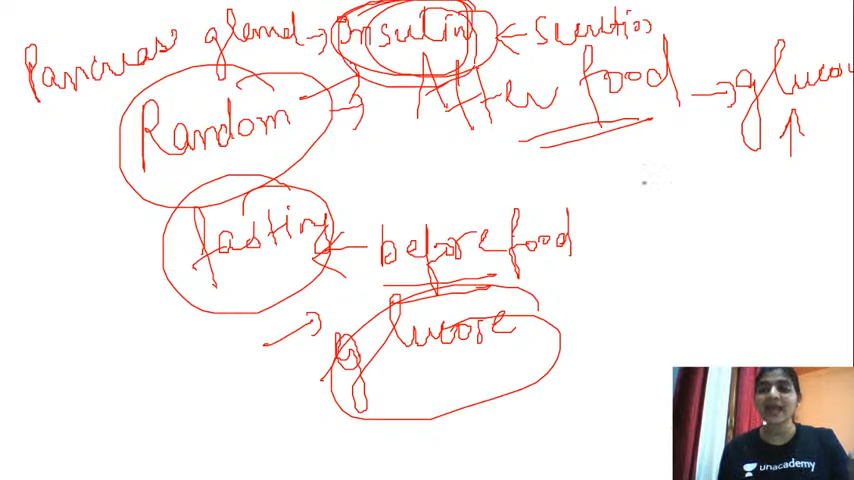 Pancreas gland → Insulin ← Secretion
Random → After food → glucose ↑
fasting ← before food
→ glucose
unacademy